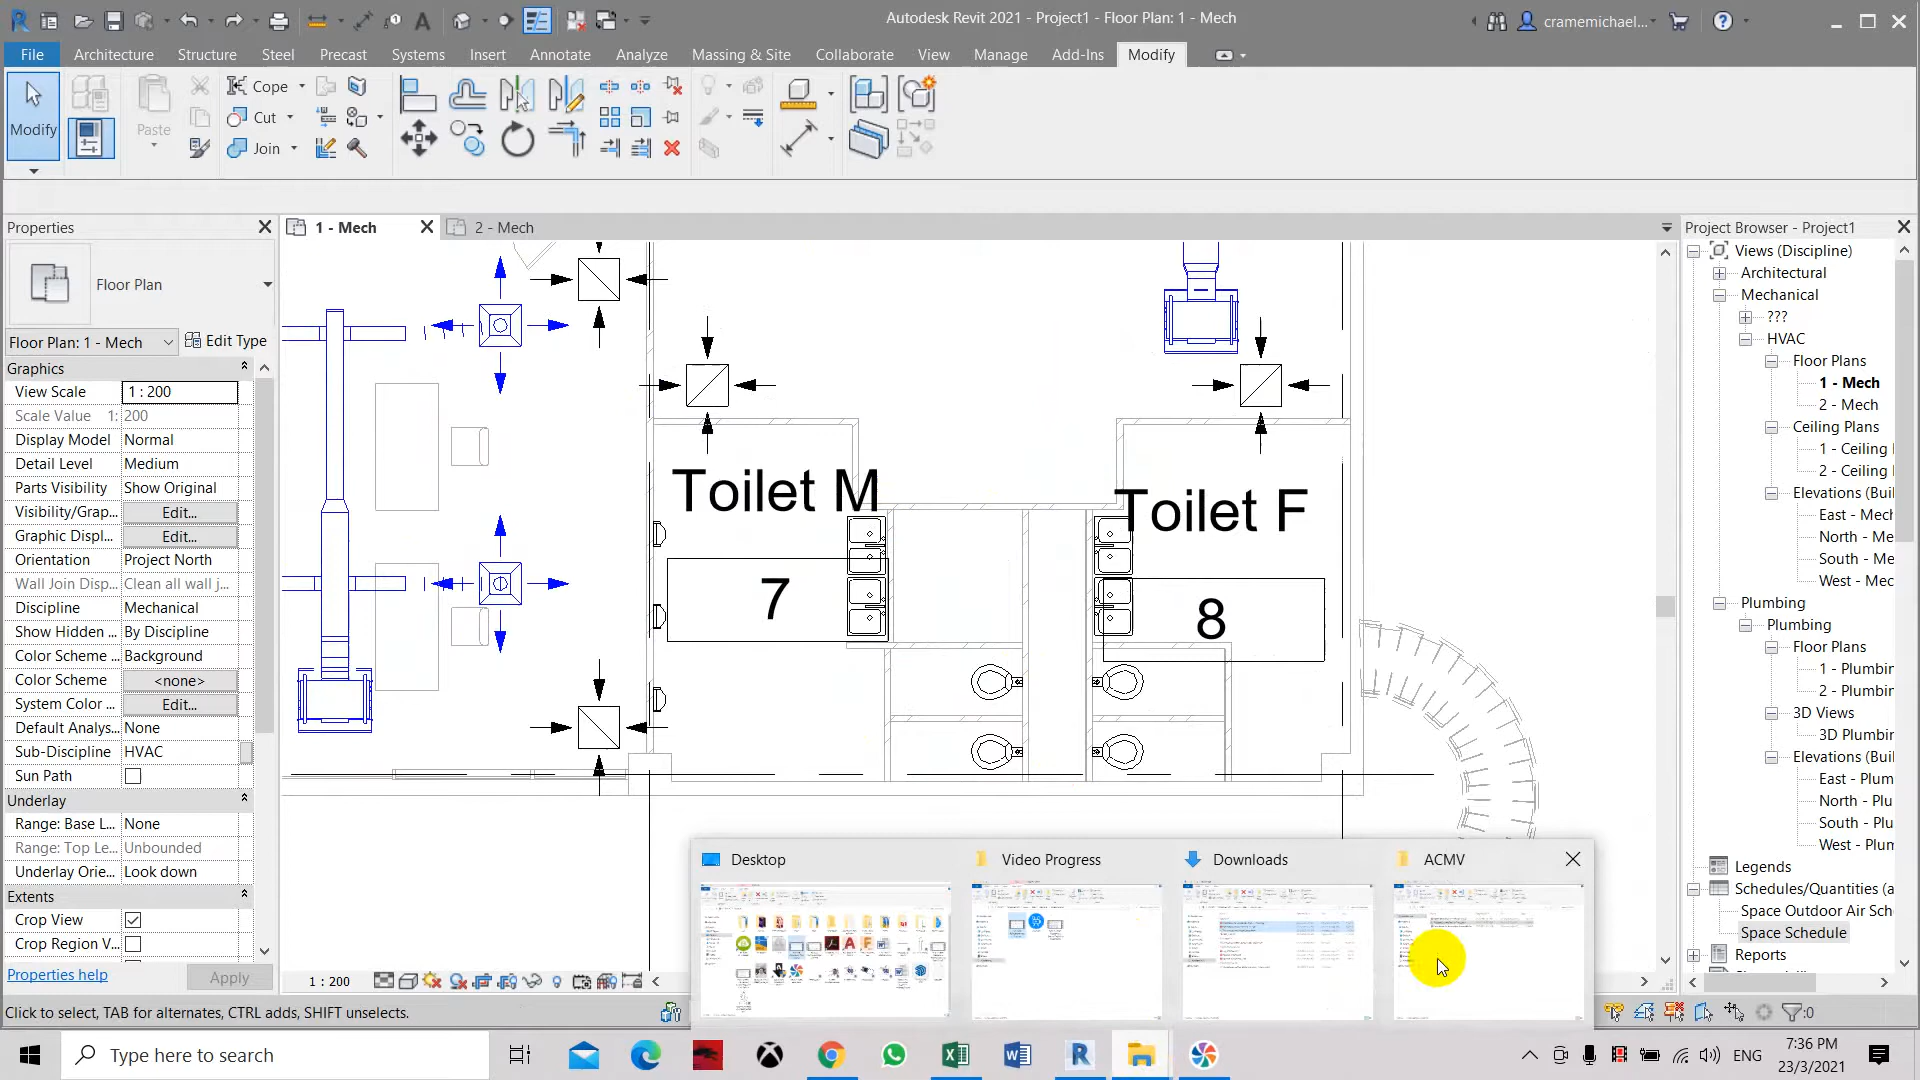 Autodesk Revit 2021 - Project1 - Floor Plan: 1 - Mech
cramemichael...
File Architecture Structure Steel Precast Systems Insert Annotate Analyze Massing & Site Collaborate View Manage Add-Ins Modify
Modify
Paste
Cope
Cut
Join
Properties
Floor Plan
Floor Plan: 1 - Mech
Edit Type
Graphics
View Scale 1 : 200
Scale Value 1: 200
Display Model Normal
Detail Level Medium
Parts Visibility Show Original
Visibility/Grap... Edit...
Graphic Displ... Edit...
Orientation Project North
Wall Join Disp... Clean all wall j...
Discipline Mechanical
Show Hidden ... By Discipline
Color Scheme ... Background
Color Scheme <none>
System Color ... Edit...
Default Analys... None
Sub-Discipline HVAC
Sun Path
Underlay
Range: Base L... None
Range: Top Le... Unbounded
Underlay Orie... Look down
Extents
Crop View
Crop Region V...
Properties help
Apply
1 - Mech
2 - Mech
Toilet M
7
Toilet F
8
Project Browser - Project1
Views (Discipline)
Architectural
Mechanical
???
HVAC
Floor Plans
1 - Mech
2 - Mech
Ceiling Plans
1 - Ceiling
2 - Ceiling
Elevations (Bui
East - Mech
North - Me
South - Me
West - Mec
Plumbing
Plumbing
Floor Plans
1 - Plumbin
2 - Plumbin
3D Views
3D Plumbin
Elevations (Bui
East - Plum
North - Plu
South - Plu
West - Plum
Legends
Schedules/Quantities (a
Space Outdoor Air Sch
Space Schedule
Reports
Desktop
Video Progress
Downloads
ACMV
1 : 200
Click to select, TAB for alternates, CTRL adds, SHIFT unselects.
:0
Type here to search
ENG
7:36 PM
23/3/2021